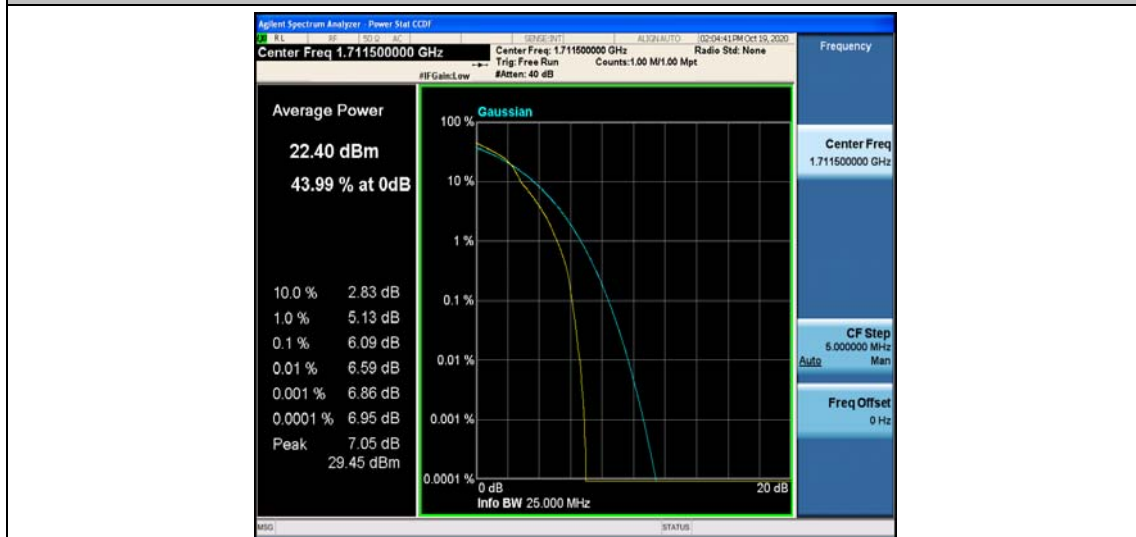 Agilent Spectrum Analyzer - Power Stat CCDF
RL RF 50 Ω AC SENSE:INT ALIGN AUTO 02:04:41 PM Oct 19, 2020
Center Freq 1.711500000 GHz
Center Freq: 1.711500000 GHz Radio Std: None
Trig: Free Run Counts:1.00 M/1.00 Mpt
#IFGain:Low #Atten: 40 dB
Frequency
Average Power
22.40 dBm
43.99 % at 0dB
10.0 % 2.83 dB
1.0 % 5.13 dB
0.1 % 6.09 dB
0.01 % 6.59 dB
0.001 % 6.86 dB
0.0001 % 6.95 dB
Peak 7.05 dB
29.45 dBm
Gaussian
100 %
10 %
1 %
0.1 %
0.01 %
0.001 %
0.0001 %
0 dB 20 dB
Info BW 25.000 MHz
Center Freq
1.711500000 GHz
CF Step
5.000000 MHz
Auto Man
Freq Offset
0 Hz
MSG STATUS